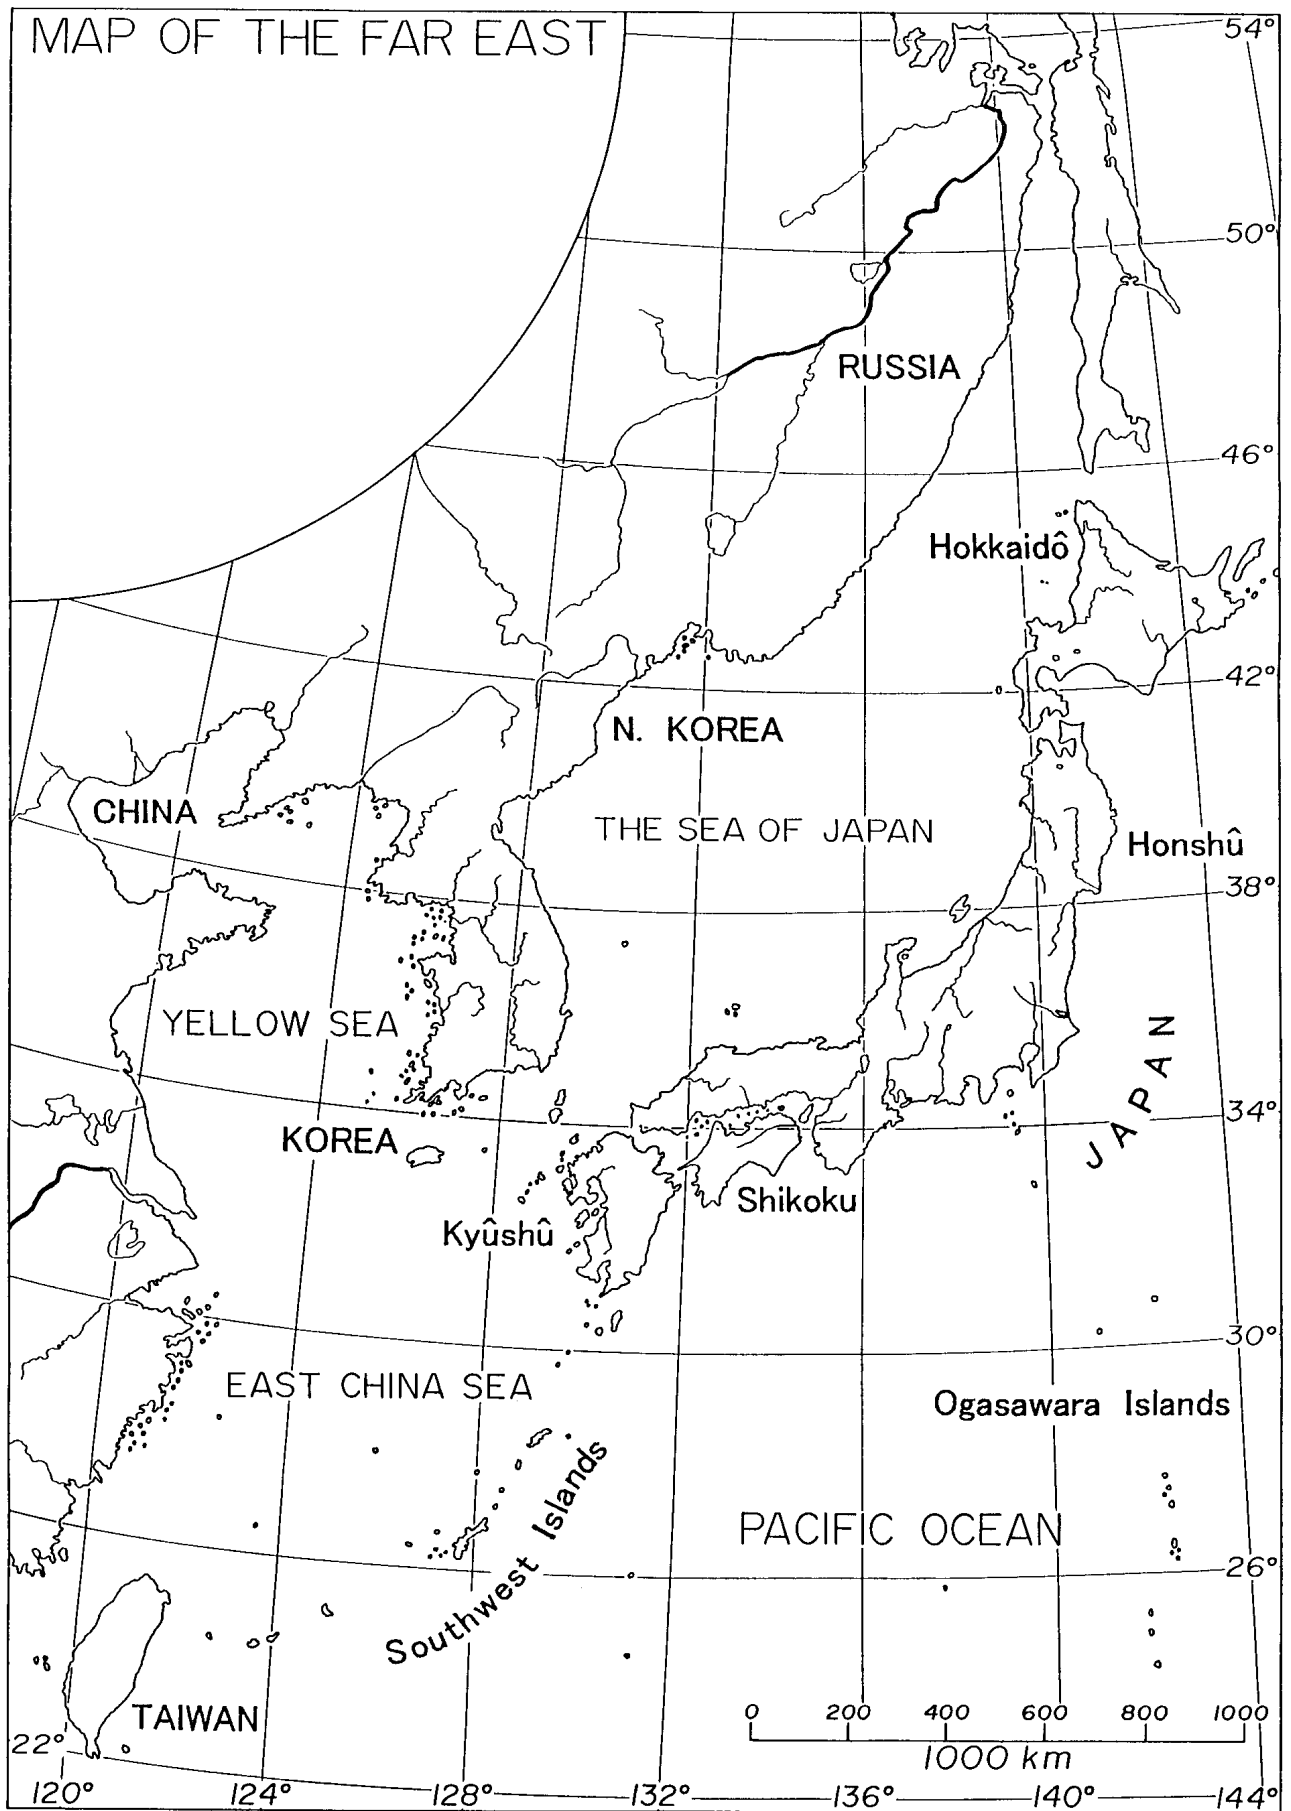 MAP OF THE FAR EAST
54°
50°
RUSSIA
46°
Hokkaidô
42°
N. KOREA
CHINA
THE SEA OF JAPAN
Honshû
38°
YELLOW SEA
JAPAN
34°
KOREA
Shikoku
Kyûshû
30°
EAST CHINA SEA
Ogasawara Islands
Southwest Islands
PACIFIC OCEAN
26°
TAIWAN
0 200 400 600 800 1000
1000 km
22°
120° 124° 128° 132° 136° 140° 144°